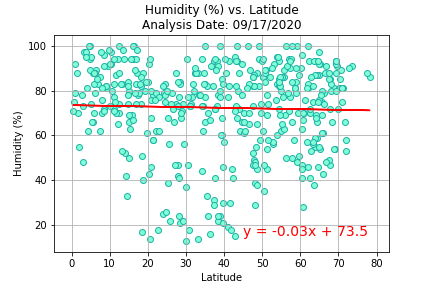 Humidity (%) vs. Latitude
Analysis Date: 09/17/2020
100
80
60
40
20
Humidity (%)
y = -0.03x + 73.5
0 10 20 30 40 50 60 70 80
Latitude